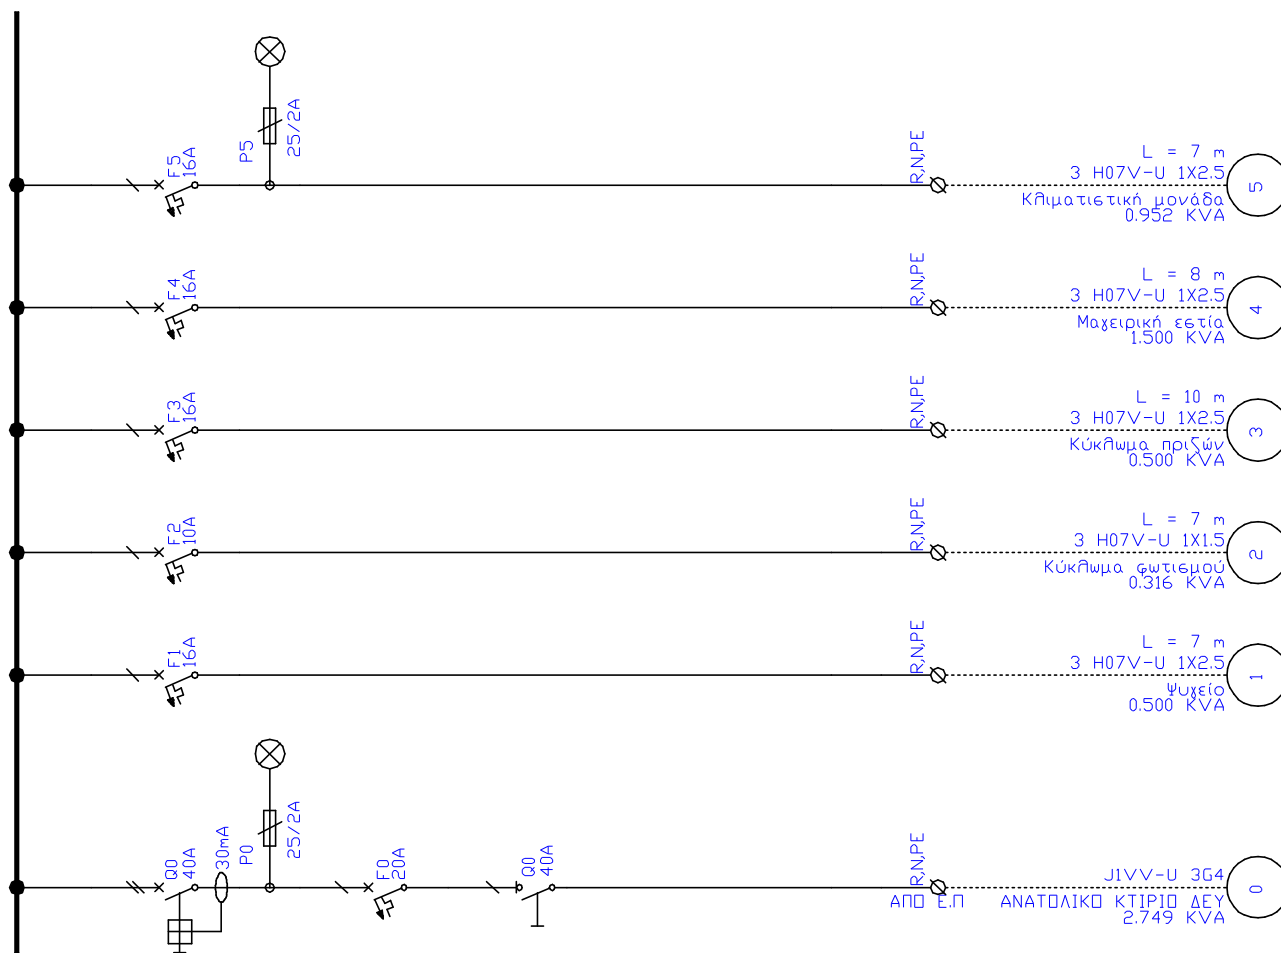 P5
25/2A
F5
16A
R,N,PE
L = 7 m
3 H07V-U 1X2.5
Κλιματιστική μονάδα
0.952 KVA
5
F4
16A
R,N,PE
L = 8 m
3 H07V-U 1X2.5
Μαγειρική εστία
1.500 KVA
4
F3
16A
R,N,PE
L = 10 m
3 H07V-U 1X2.5
Κύκλωμα πριζών
0.500 KVA
3
F2
10A
R,N,PE
L = 7 m
3 H07V-U 1X1.5
Κύκλωμα φωτισμού
0.316 KVA
2
F1
16A
R,N,PE
L = 7 m
3 H07V-U 1X2.5
Ψυγείο
0.500 KVA
1
Q0
40A
30mA
P0
25/2A
F0
20A
Q0
40A
R,N,PE
ΑΠΟ Ε.Π
J1VV-U 3G4
ΑΝΑΤΟΛΙΚΟ ΚΤΙΡΙΟ ΔΕΥ
2.749 KVA
0